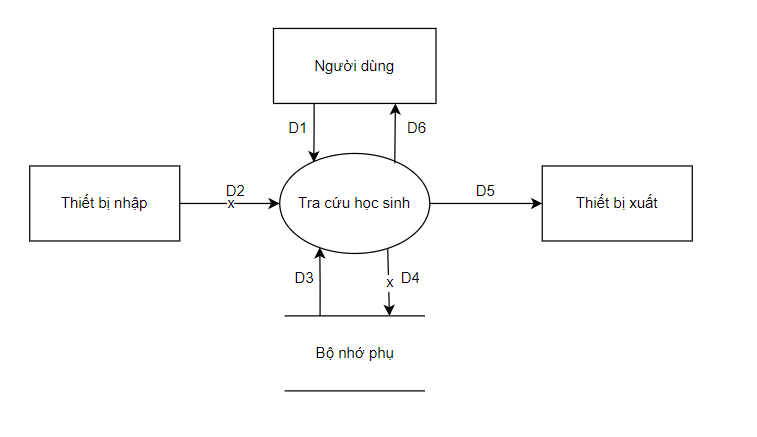 Người dùng
D1
D6
Thiết bị nhập
D2
x
Tra cứu học sinh
D5
Thiết bị xuất
D3
x
D4
Bộ nhớ phụ